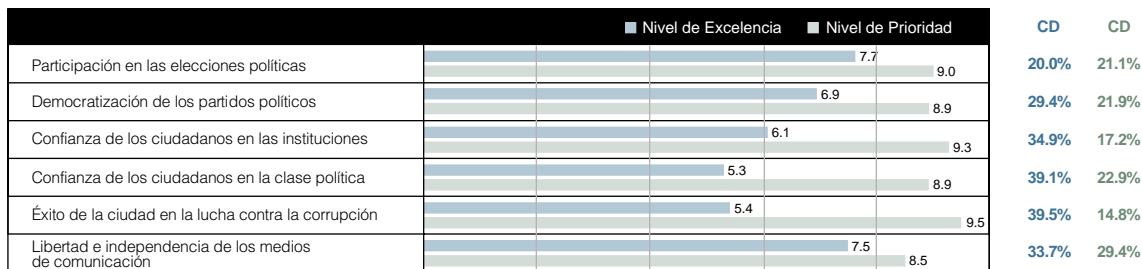 Nivel de Excelencia Nivel de Prioridad CD CD
Participación en las elecciones políticas 7.7 9.0 20.0% 21.1%
Democratización de los partidos políticos 6.9 8.9 29.4% 21.9%
Confianza de los ciudadanos en las instituciones 6.1 9.3 34.9% 17.2%
Confianza de los ciudadanos en la clase política 5.3 8.9 39.1% 22.9%
Éxito de la ciudad en la lucha contra la corrupción 5.4 9.5 39.5% 14.8%
Libertad e independencia de los medios
de comunicación 7.5 8.5 33.7% 29.4%